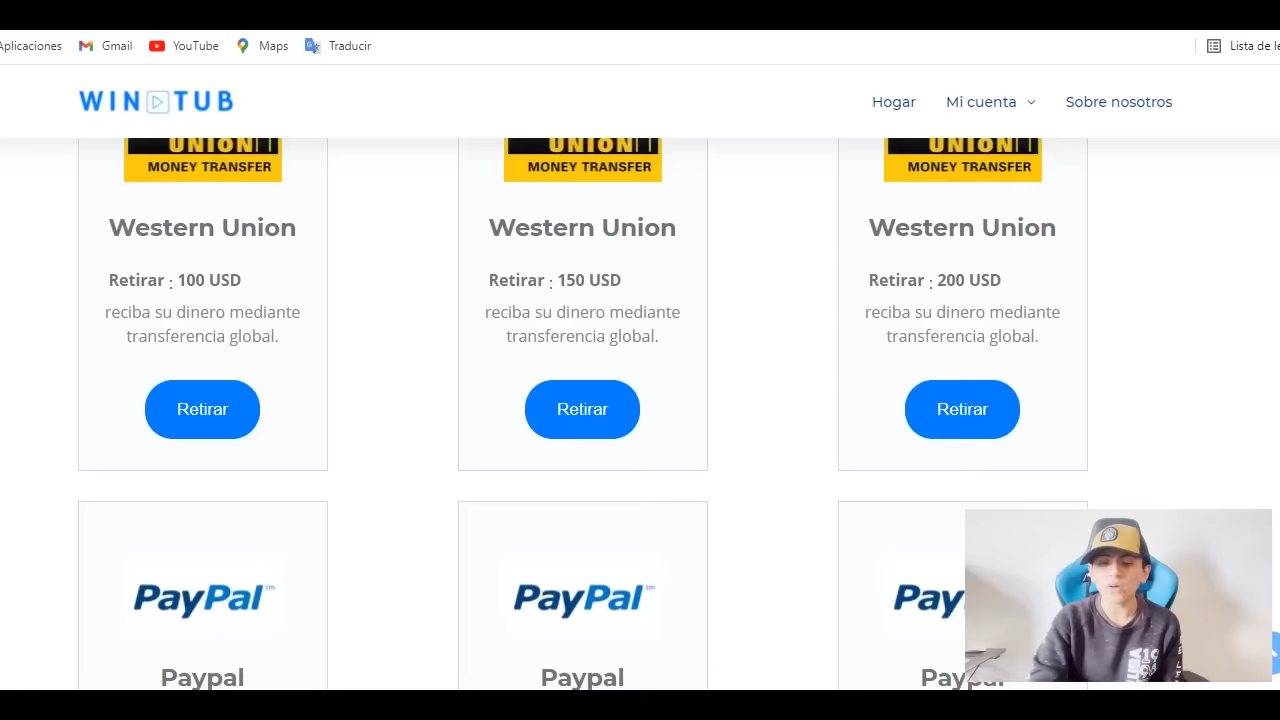 Aplicaciones Gmail YouTube Maps Traducir Lista de le
WIN TUB Hogar Mi cuenta Sobre nosotros
UNION UNION UNION
MONEY TRANSFER MONEY TRANSFER MONEY TRANSFER
Western Union Western Union Western Union
Retirar : 100 USD Retirar : 150 USD Retirar : 200 USD
reciba su dinero mediante reciba su dinero mediante reciba su dinero mediante
transferencia global. transferencia global. transferencia global.
Retirar Retirar Retirar
PayPal™ PayPal™ Pay
Paypal Paypal Paypal